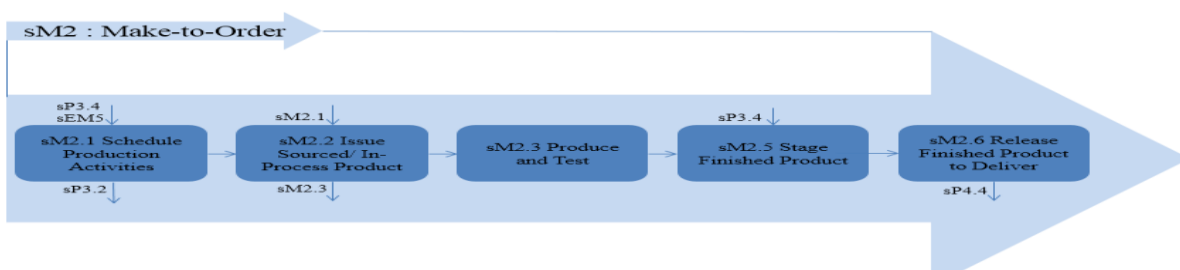 sM2 : Make-to-Order
sP3.4
sEM5
sM2.1
sP3.4
sM2.1 Schedule
Production
Activities
sM2.2 Issue
Sourced/ In-
Process Product
sM2.3 Produce
and Test
sM2.5 Stage
Finished Product
sM2.6 Release
Finished Product
to Deliver
sP3.2
sM2.3
sP4.4